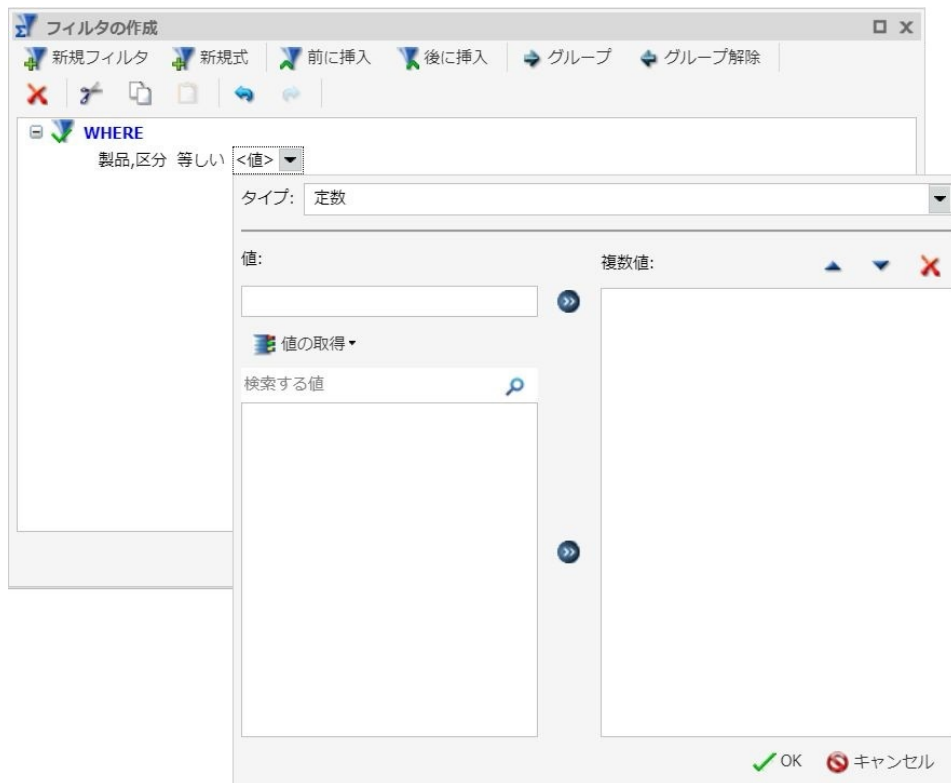 フィルタの作成
新規フィルタ 新規式 前に挿入 後に挿入 グループ グループ解除
WHERE
製品,区分 等しい <値>
タイプ: 定数
値:
複数値:
値の取得
検索する値
OK キャンセル